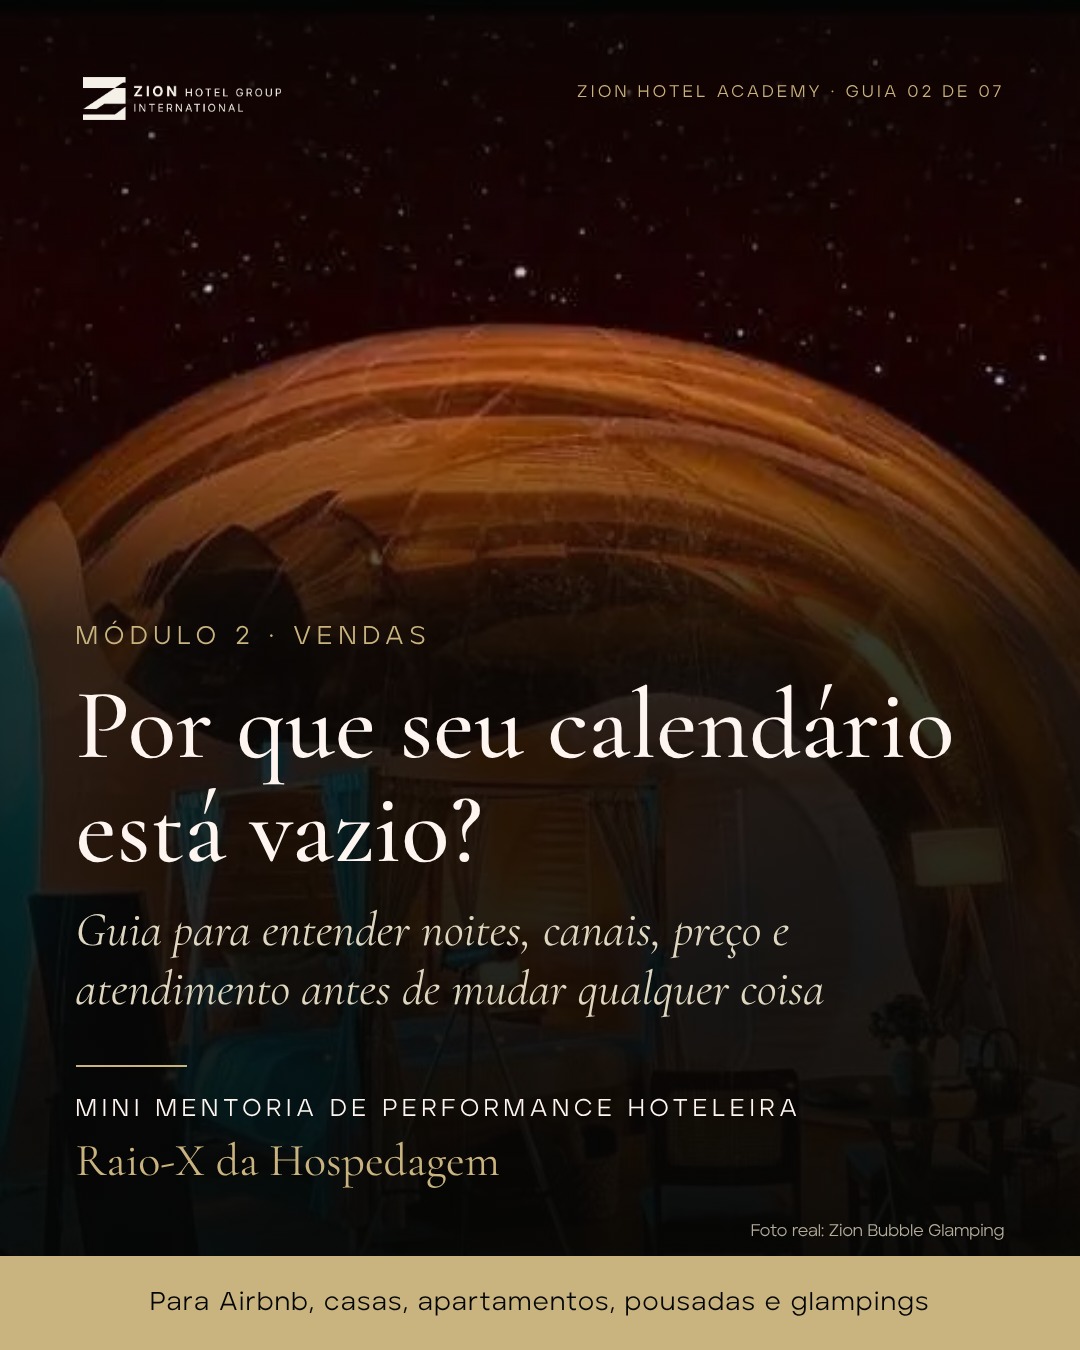 ZION HOTEL GROUP
INTERNATIONAL
ZION HOTEL ACADEMY · GUIA 02 DE 07
MÓDULO 2 · VENDAS
Por que seu calendário
está vazio?
Guia para entender noites, canais, preço e
atendimento antes de mudar qualquer coisa
MINI MENTORIA DE PERFORMANCE HOTELEIRA
Raio-X da Hospedagem
Foto real: Zion Bubble Glamping
Para Airbnb, casas, apartamentos, pousadas e glampings